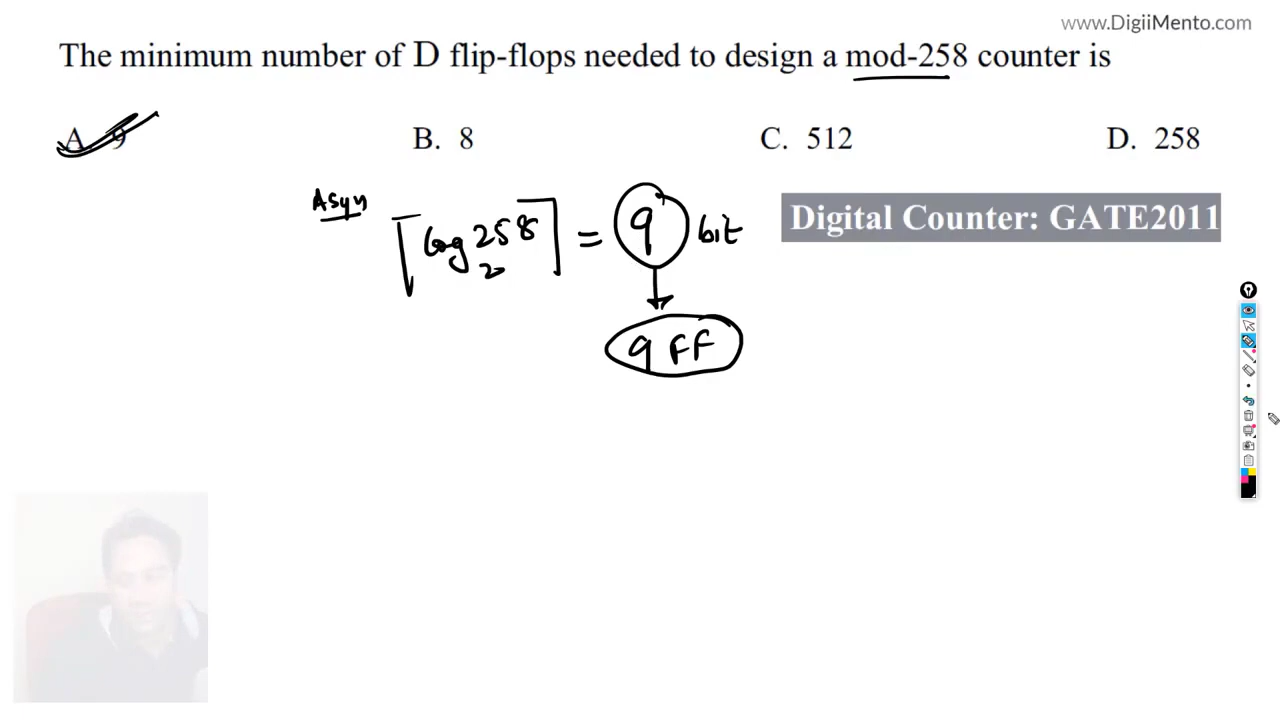 www.DigiiMento.com
The minimum number of D flip-flops needed to design a mod-258 counter is
A. 9 B. 8 C. 512 D. 258
Asyn
⌈log₂ 258⌉ = 9 bit
Digital Counter: GATE2011
9 FF